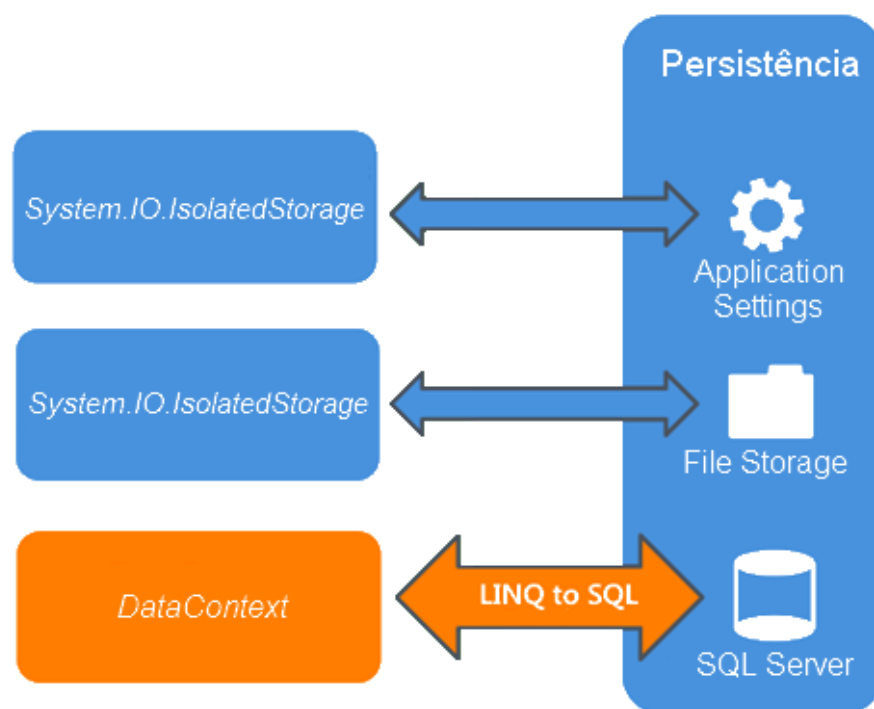 Persistência
System.IO.IsolatedStorage
Application
Settings
System.IO.IsolatedStorage
File Storage
DataContext
LINQ to SQL
SQL Server